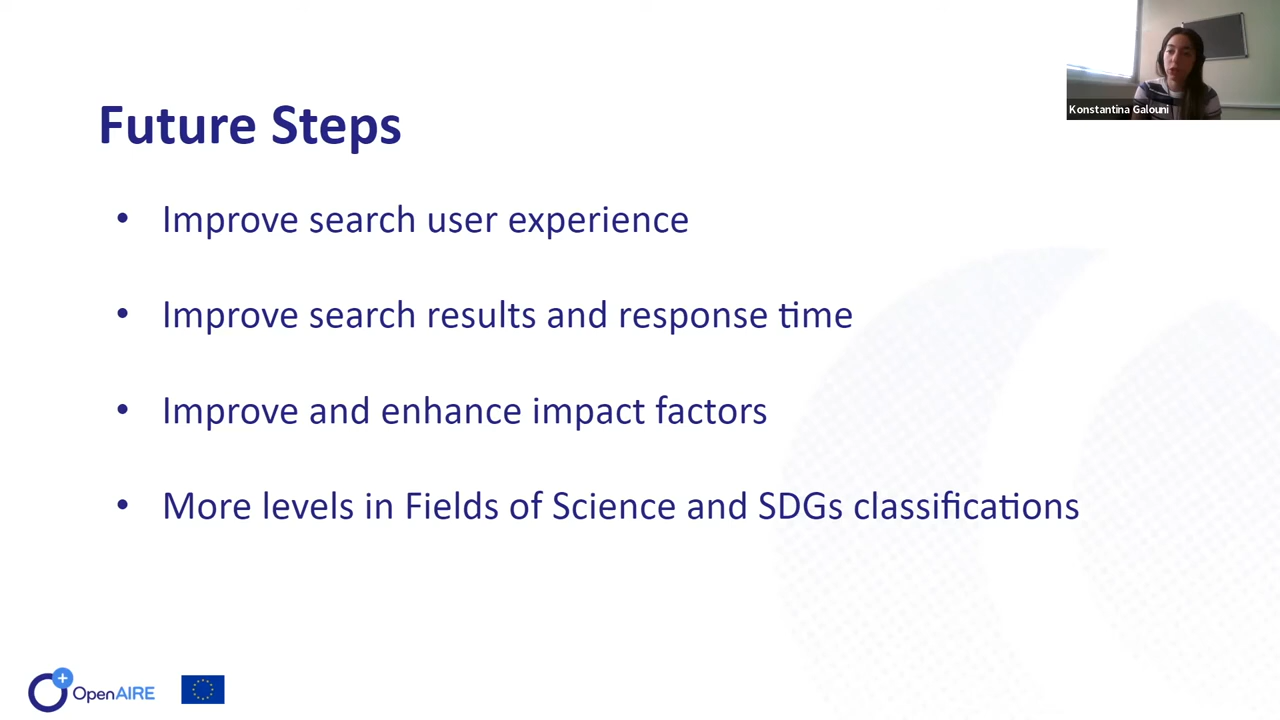 Konstantina Galouni
Future Steps
• Improve search user experience
• Improve search results and response time
• Improve and enhance impact factors
• More levels in Fields of Science and SDGs classifications
OpenAIRE